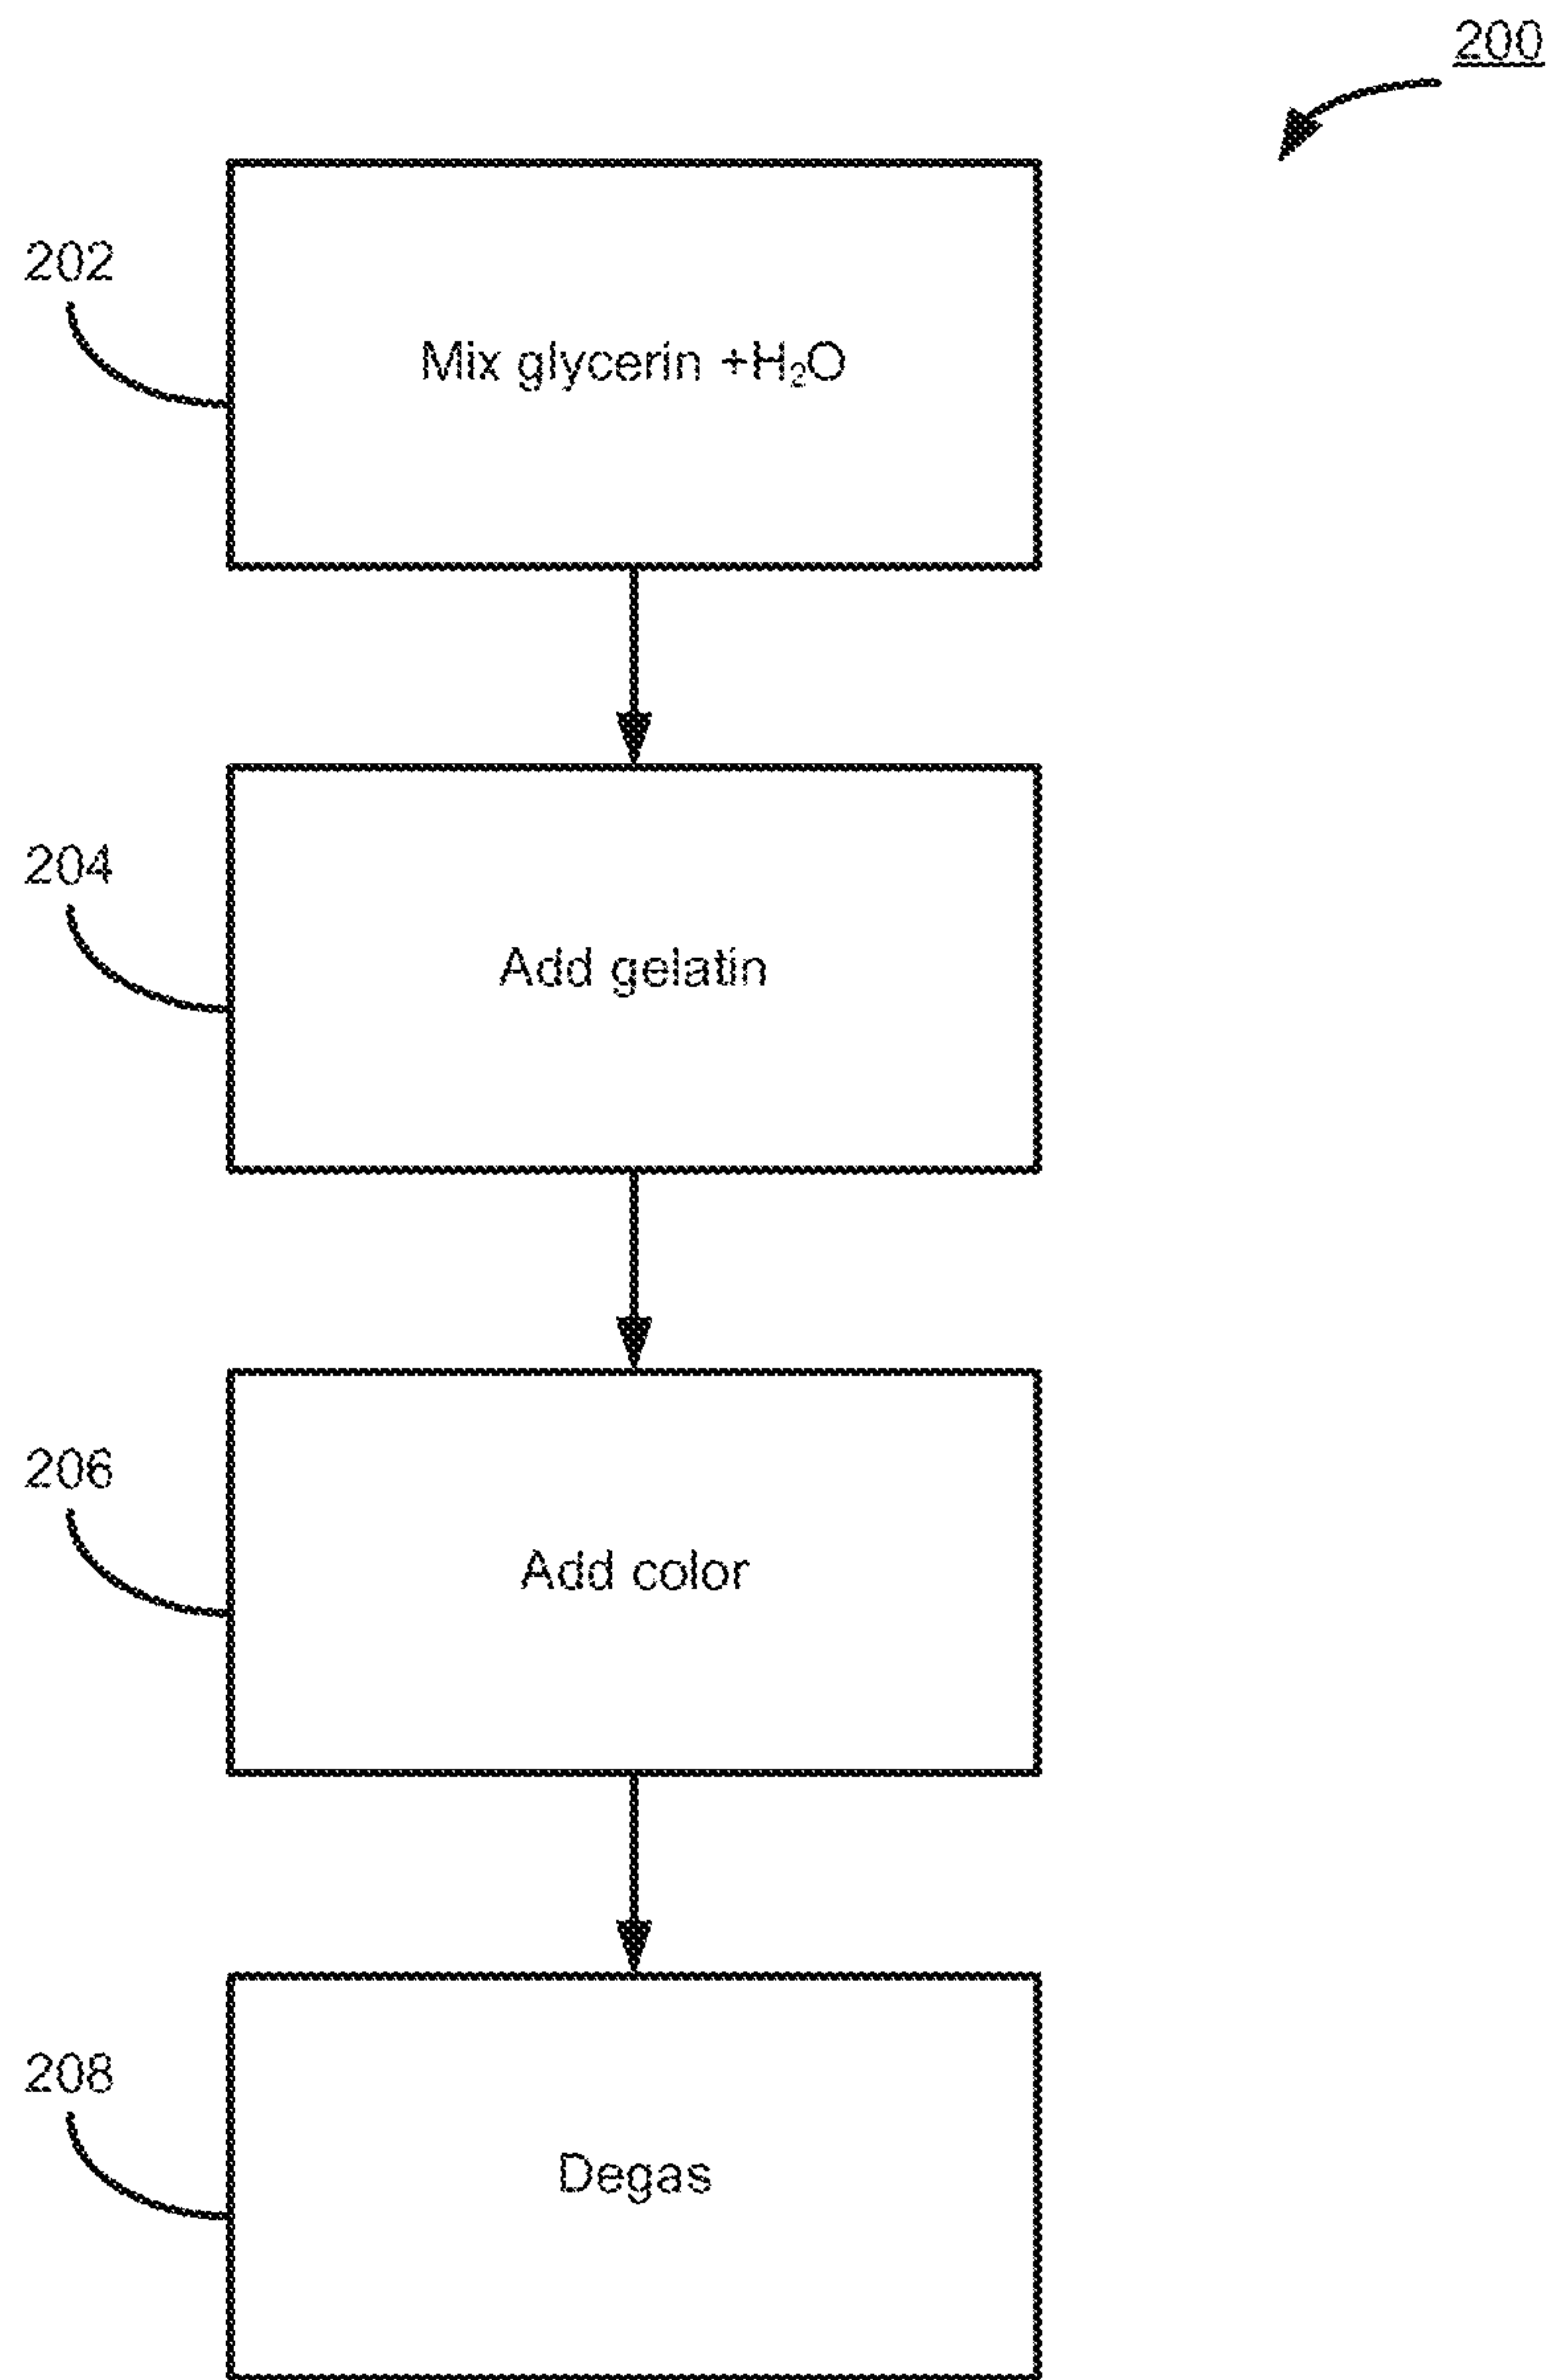 200
202
Mix glycerin +H₂O
204
Add gelatin
206
Add color
208
Degas